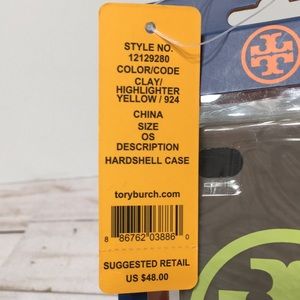 STYLE NO.
12129280
COLOR/CODE
CLAY/
HIGHLIGHTER
YELLOW / 924
CHINA
SIZE
OS
DESCRIPTION
HARDSHELL CASE
toryburch.com
8 86762 03886 0
SUGGESTED RETAIL
US $48.00